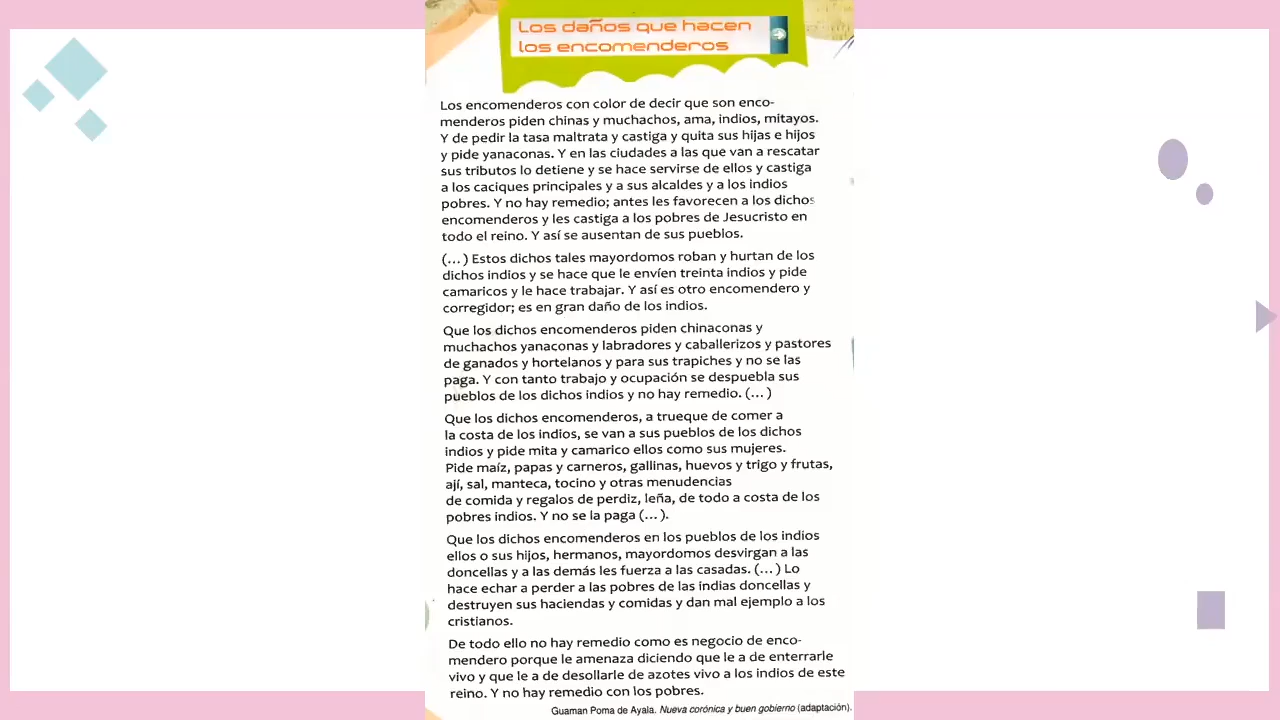 Los daños que hacen
los encomenderos
Los encomenderos con color de decir que son enco-
menderos piden chinas y muchachos, ama, indios, mitayos.
Y de pedir la tasa maltrata y castiga y quita sus hijas e hijos
y pide yanaconas. Y en las ciudades a las que van a rescatar
sus tributos lo detiene y se hace servirse de ellos y castiga
a los caciques principales y a sus alcaldes y a los indios
pobres. Y no hay remedio; antes les favorecen a los dichos
encomenderos y les castiga a los pobres de Jesucristo en
todo el reino. Y así se ausentan de sus pueblos.
(...) Estos dichos tales mayordomos roban y hurtan de los
dichos indios y se hace que le envíen treinta indios y pide
camaricos y le hace trabajar. Y así es otro encomendero y
corregidor; es en gran daño de los indios.
Que los dichos encomenderos piden chinaconas y
muchachos yanaconas y labradores y caballerizos y pastores
de ganados y hortelanos y para sus trapiches y no se las
paga. Y con tanto trabajo y ocupación se despuebla sus
pueblos de los dichos indios y no hay remedio. (...)
Que los dichos encomenderos, a trueque de comer a
la costa de los indios, se van a sus pueblos de los dichos
indios y pide mita y camarico ellos como sus mujeres.
Pide maíz, papas y carneros, gallinas, huevos y trigo y frutas,
ají, sal, manteca, tocino y otras menudencias
de comida y regalos de perdiz, leña, de todo a costa de los
pobres indios. Y no se la paga (...).
Que los dichos encomenderos en los pueblos de los indios
ellos o sus hijos, hermanos, mayordomos desvirgan a las
doncellas y a las demás les fuerza a las casadas. (...) Lo
hace echar a perder a las pobres de las indias doncellas y
destruyen sus haciendas y comidas y dan mal ejemplo a los
cristianos.
De todo ello no hay remedio como es negocio de enco-
mendero porque le amenaza diciendo que le a de enterrarle
vivo y que le a de desollarle de azotes vivo a los indios de este
reino. Y no hay remedio con los pobres.
Guaman Poma de Ayala. Nueva corónica y buen gobierno (adaptación).